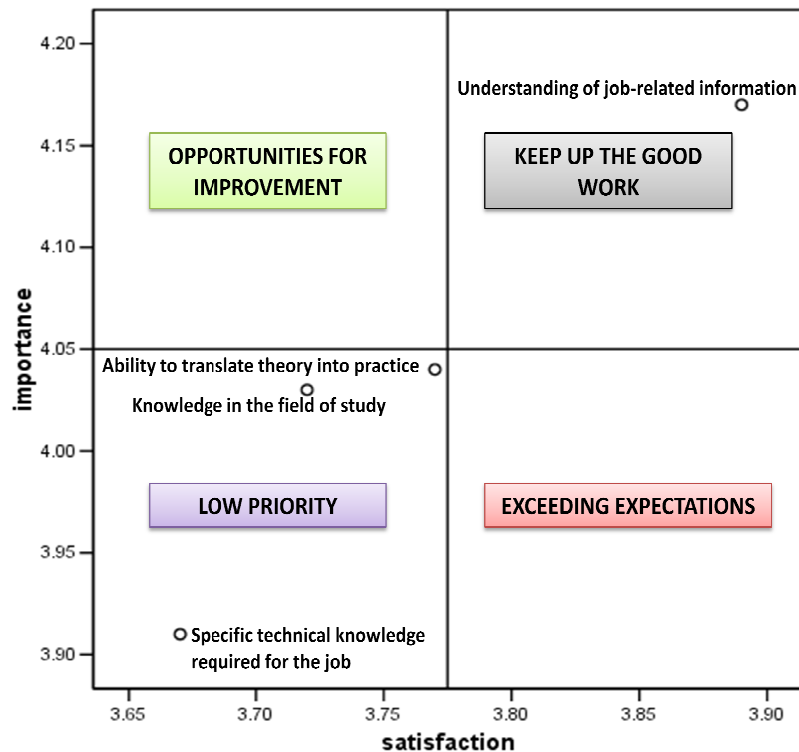 4.20
Understanding of job-related information
4.15
OPPORTUNITIES FOR
IMPROVEMENT
KEEP UP THE GOOD
WORK
4.10
importance
4.05
Ability to translate theory into practice
Knowledge in the field of study
4.00
LOW PRIORITY
EXCEEDING EXPECTATIONS
3.95
3.90
Specific technical knowledge
required for the job
3.65 3.70 3.75 3.80 3.85 3.90
satisfaction